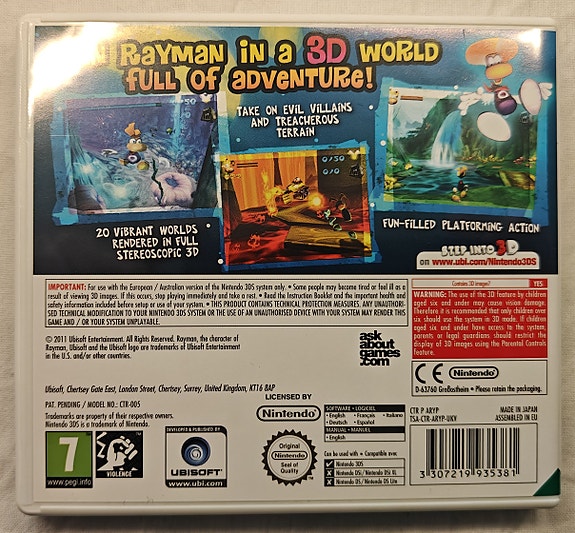 RAYMAN IN A 3D WORLD
FULL OF ADVENTURE!
TAKE ON EVIL VILLAINS
AND TREACHEROUS
TERRAIN
20 VIBRANT WORLDS
RENDERED IN FULL
STEREOSCOPIC 3D
FUN-FILLED PLATFORMING ACTION
STEP INTO 3D
on www.ubi.com/Nintendo3DS
IMPORTANT: For use with the European / Australian version of the Nintendo 3DS system only. • Some people may become tired or feel ill as a
result of viewing 3D images. If this occurs, stop playing immediately and take a rest. • Read the Instruction Booklet and the important health and
safety information included before setup or use of your system. • THIS PRODUCT CONTAINS TECHNICAL PROTECTION MEASURES. ANY UNAUTHORIS-
ED TECHNICAL MODIFICATION TO YOUR NINTENDO 3DS SYSTEM OR THE USE OF AN UNAUTHORISED DEVICE WITH YOUR SYSTEM MAY RENDER THIS
GAME AND / OR YOUR SYSTEM UNPLAYABLE.
Contains 3D images? YES
WARNING: The use of the 3D feature by children
aged six and under may cause vision damage.
Therefore it is recommended that only children over
six should use the system in 3D mode. If children
aged six and under have access to the system,
parents or legal guardians should restrict the
display of 3D images using the Parental Controls
feature.
© 2011 Ubisoft Entertainment. All Rights Reserved. Rayman, the character of
Rayman, Ubisoft and the Ubisoft logo are trademarks of Ubisoft Entertainment
in the U.S. and/or other countries.
ask
about
games
.com
CE Nintendo
D-63760 Großostheim • Please retain the packaging.
Ubisoft, Chertsey Gate East, London Street, Chertsey, Surrey, United Kingdom, KT16 8AP
PAT. PENDING / MODEL NO.: CTR-005
Trademarks are property of their respective owners.
Nintendo 3DS is a trademark of Nintendo.
LICENSED BY
Nintendo
SOFTWARE • LOGICIEL
• English • Français • Italiano
• Deutsch • Español
MANUAL • MANUEL
• English
Can be used with • Compatible avec
Nintendo 3DS
Nintendo DSi / Nintendo DSi XL
Nintendo DS / Nintendo DS Lite
CTR P ARYP
TSA-CTR-ARYP-UKV
MADE IN JAPAN
ASSEMBLED IN EU
3 307219 935381
7
www.pegi.info
VIOLENCE
DEVELOPED & PUBLISHED BY
UBISOFT
www.ubi.com
Original
Nintendo
Seal of
Quality